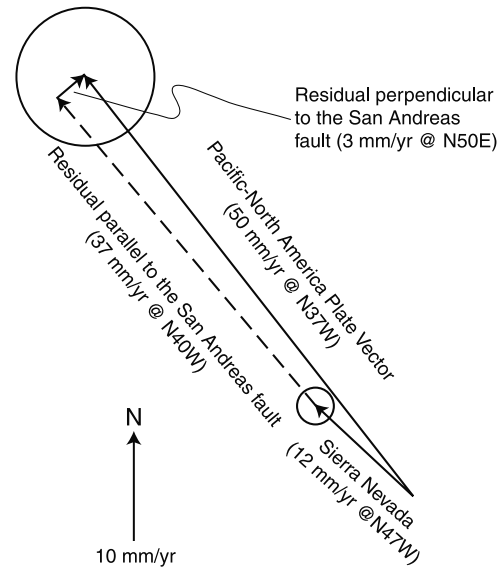 Residual perpendicular
to the San Andreas
fault (3 mm/yr @ N50E)
Pacific-North America Plate Vector
(50 mm/yr @ N37W)
Residual parallel to the San Andreas fault
(37 mm/yr @ N40W)
Sierra Nevada
(12 mm/yr @N47W)
N
10 mm/yr